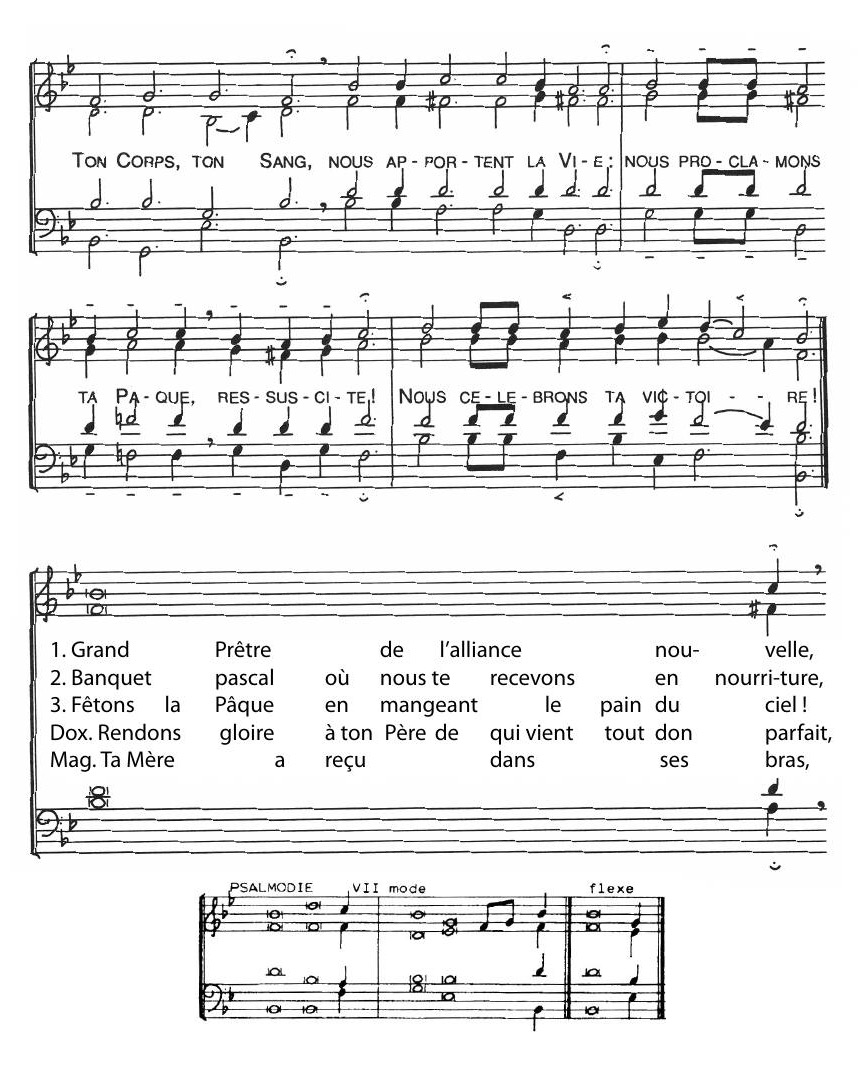 TON CORPS, TON SANG, NOUS AP-POR-TENT LA VI-E: NOUS PRO-CLA-MONS
TA PA-QUE, RES-SUS-CI-TE! NOUS CE-LE-BRONS TA VIC-TOI--RE!
1. Grand Prêtre de l’alliance nou- velle,
2. Banquet pascal où nous te recevons en nourri-ture,
3. Fêtons la Pâque en mangeant le pain du ciel !
Dox. Rendons gloire à ton Père de qui vient tout don parfait,
Mag. Ta Mère a reçu dans ses bras,
PSALMODIE VII mode flexe